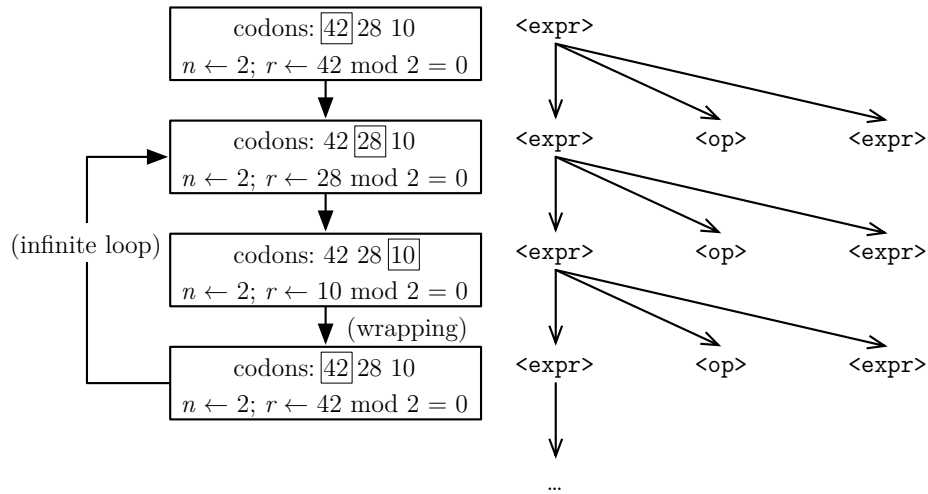 codons: 42 28 10
n ← 2; r ← 42 mod 2 = 0
<expr>
codons: 42 28 10
n ← 2; r ← 28 mod 2 = 0
<expr> <op> <expr>
(infinite loop)
codons: 42 28 10
n ← 2; r ← 10 mod 2 = 0
<expr> <op> <expr>
(wrapping)
codons: 42 28 10
n ← 2; r ← 42 mod 2 = 0
<expr> <op> <expr>
...